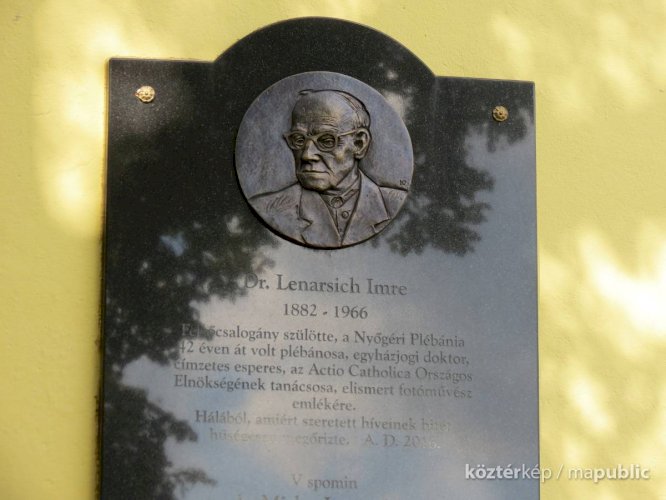 Dr. Lenarsich Imre
1882 - 1966
Felsőcsalogány szülötte, a Nyőgéri Plébánia
42 éven át volt plébánosa, egyházjogi doktor,
címzetes esperes, az Actio Catholica Országos
Elnökségének tanácsosa, elismert fotóművész
emlékére.
Hálából, amiért szeretett híveinek hitét
hűségesen megőrizte. A. D.
V spomin
köztérkép / mapublic